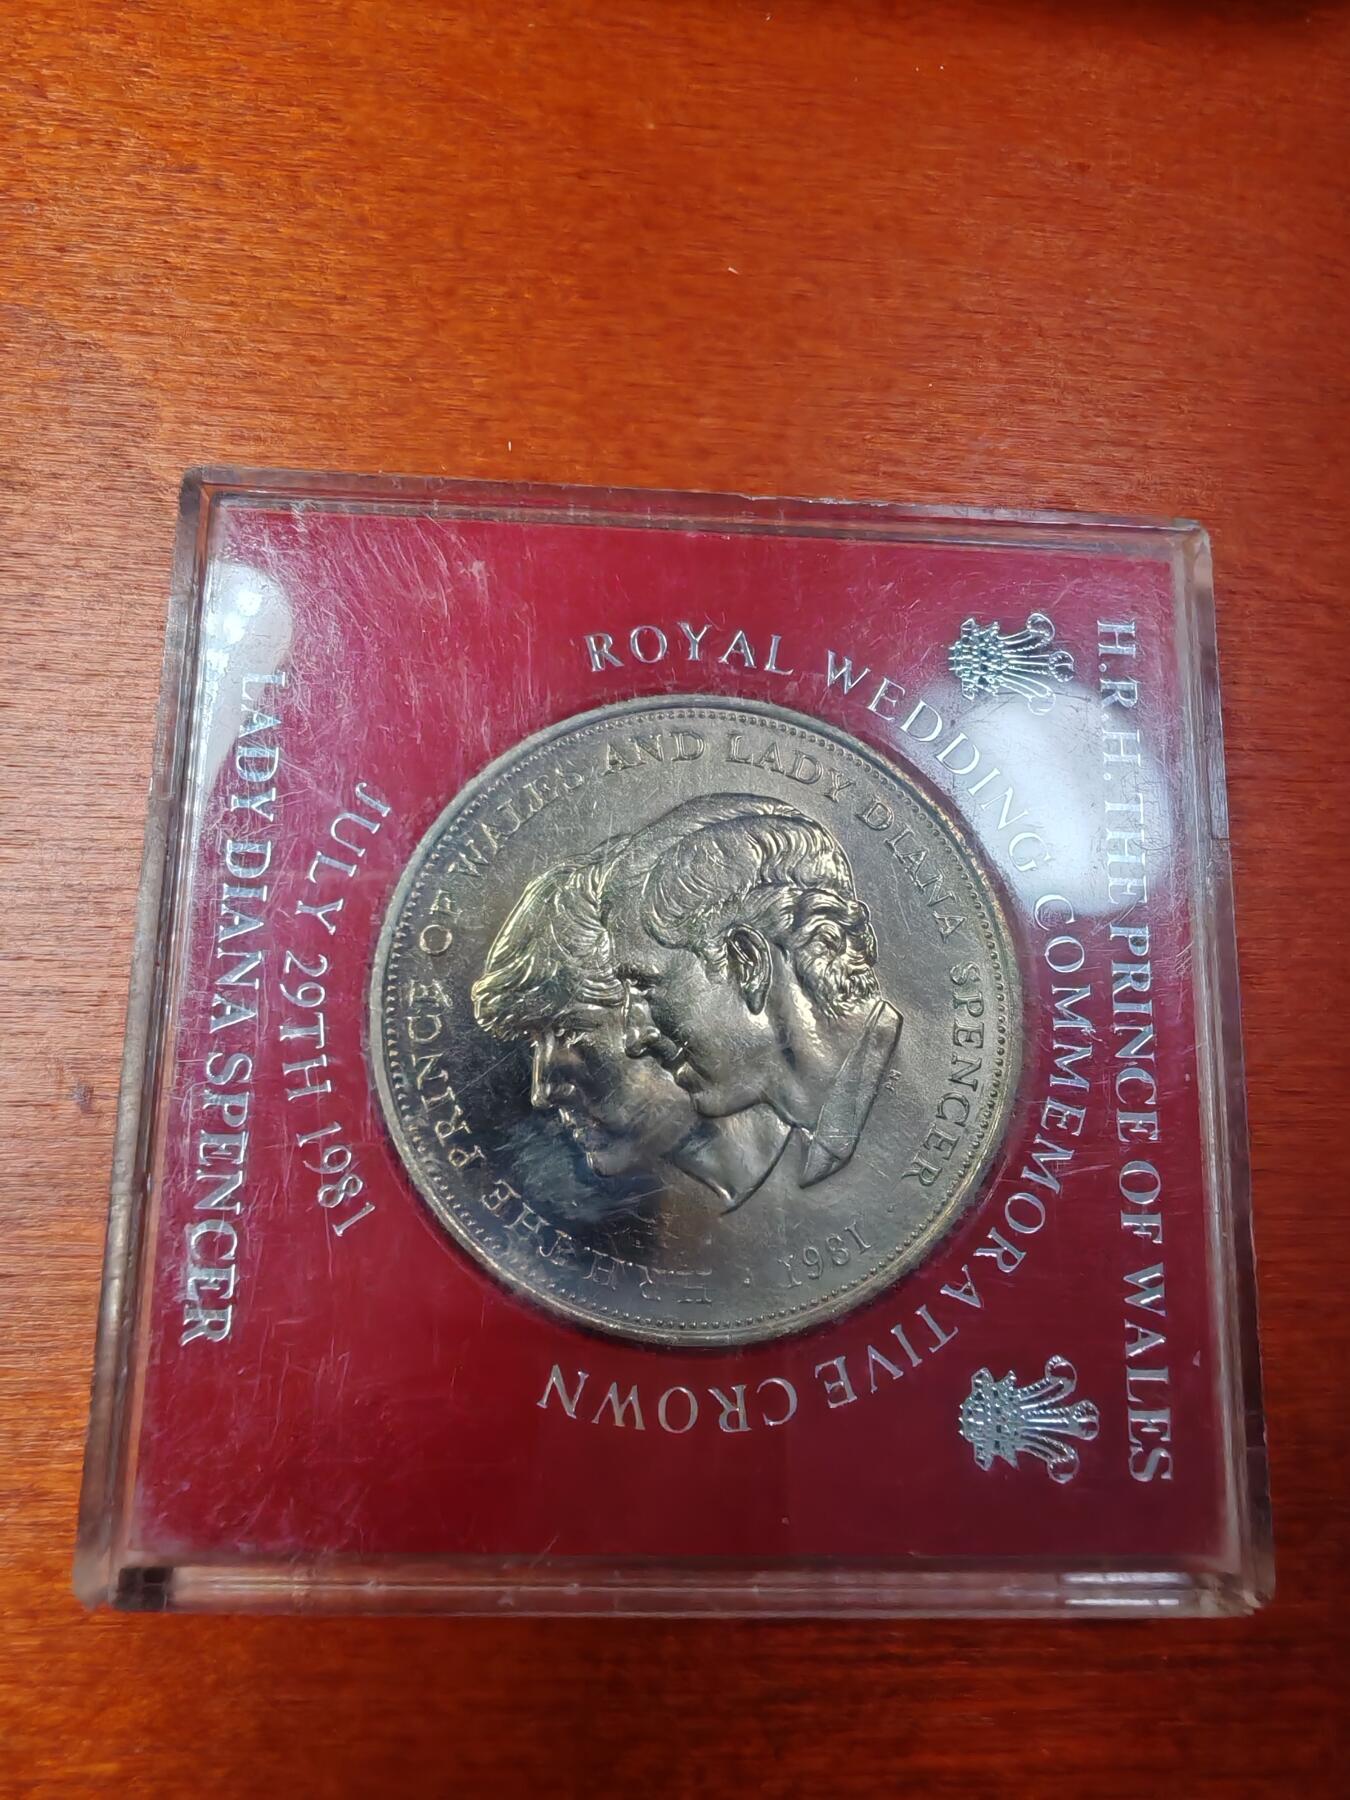 H.R.H. THE PRINCE OF WALES
ROYAL WEDDING COMMEMORATIVE CROWN
H.R.H. THE PRINCE OF WALES AND LADY DIANA SPENCER
1981
JULY 29TH 1981
LADY DIANA SPENCER